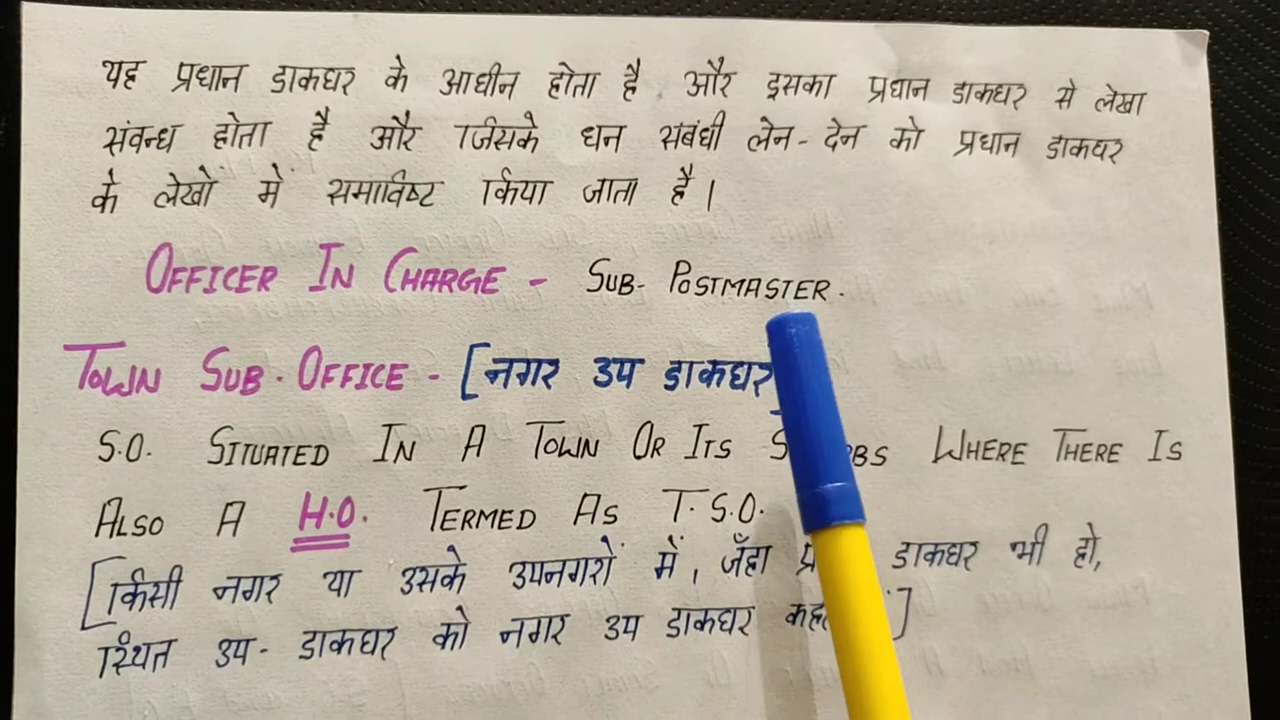 यह प्रधान डाकघर के आधीन होता है और इसका प्रधान डाकघर से लेखा
संबन्ध होता है और जिसके धन संबंधी लेन-देन को प्रधान डाकघर
के लेखों में समाविष्ट किया जाता है।
OFFICER IN CHARGE - SUB- POSTMASTER.
TOWN SUB. OFFICE - [नगर उप डाकघर]
S.O. SITUATED IN A TOWN OR ITS WHERE THERE IS
ALSO A H.O. TERMED AS T.S.O.
[किसी नगर या उसके उपनगरों में, जँहा डाकघर भी हो,
स्थित उप- डाकघर को नगर उप डाकघर ]